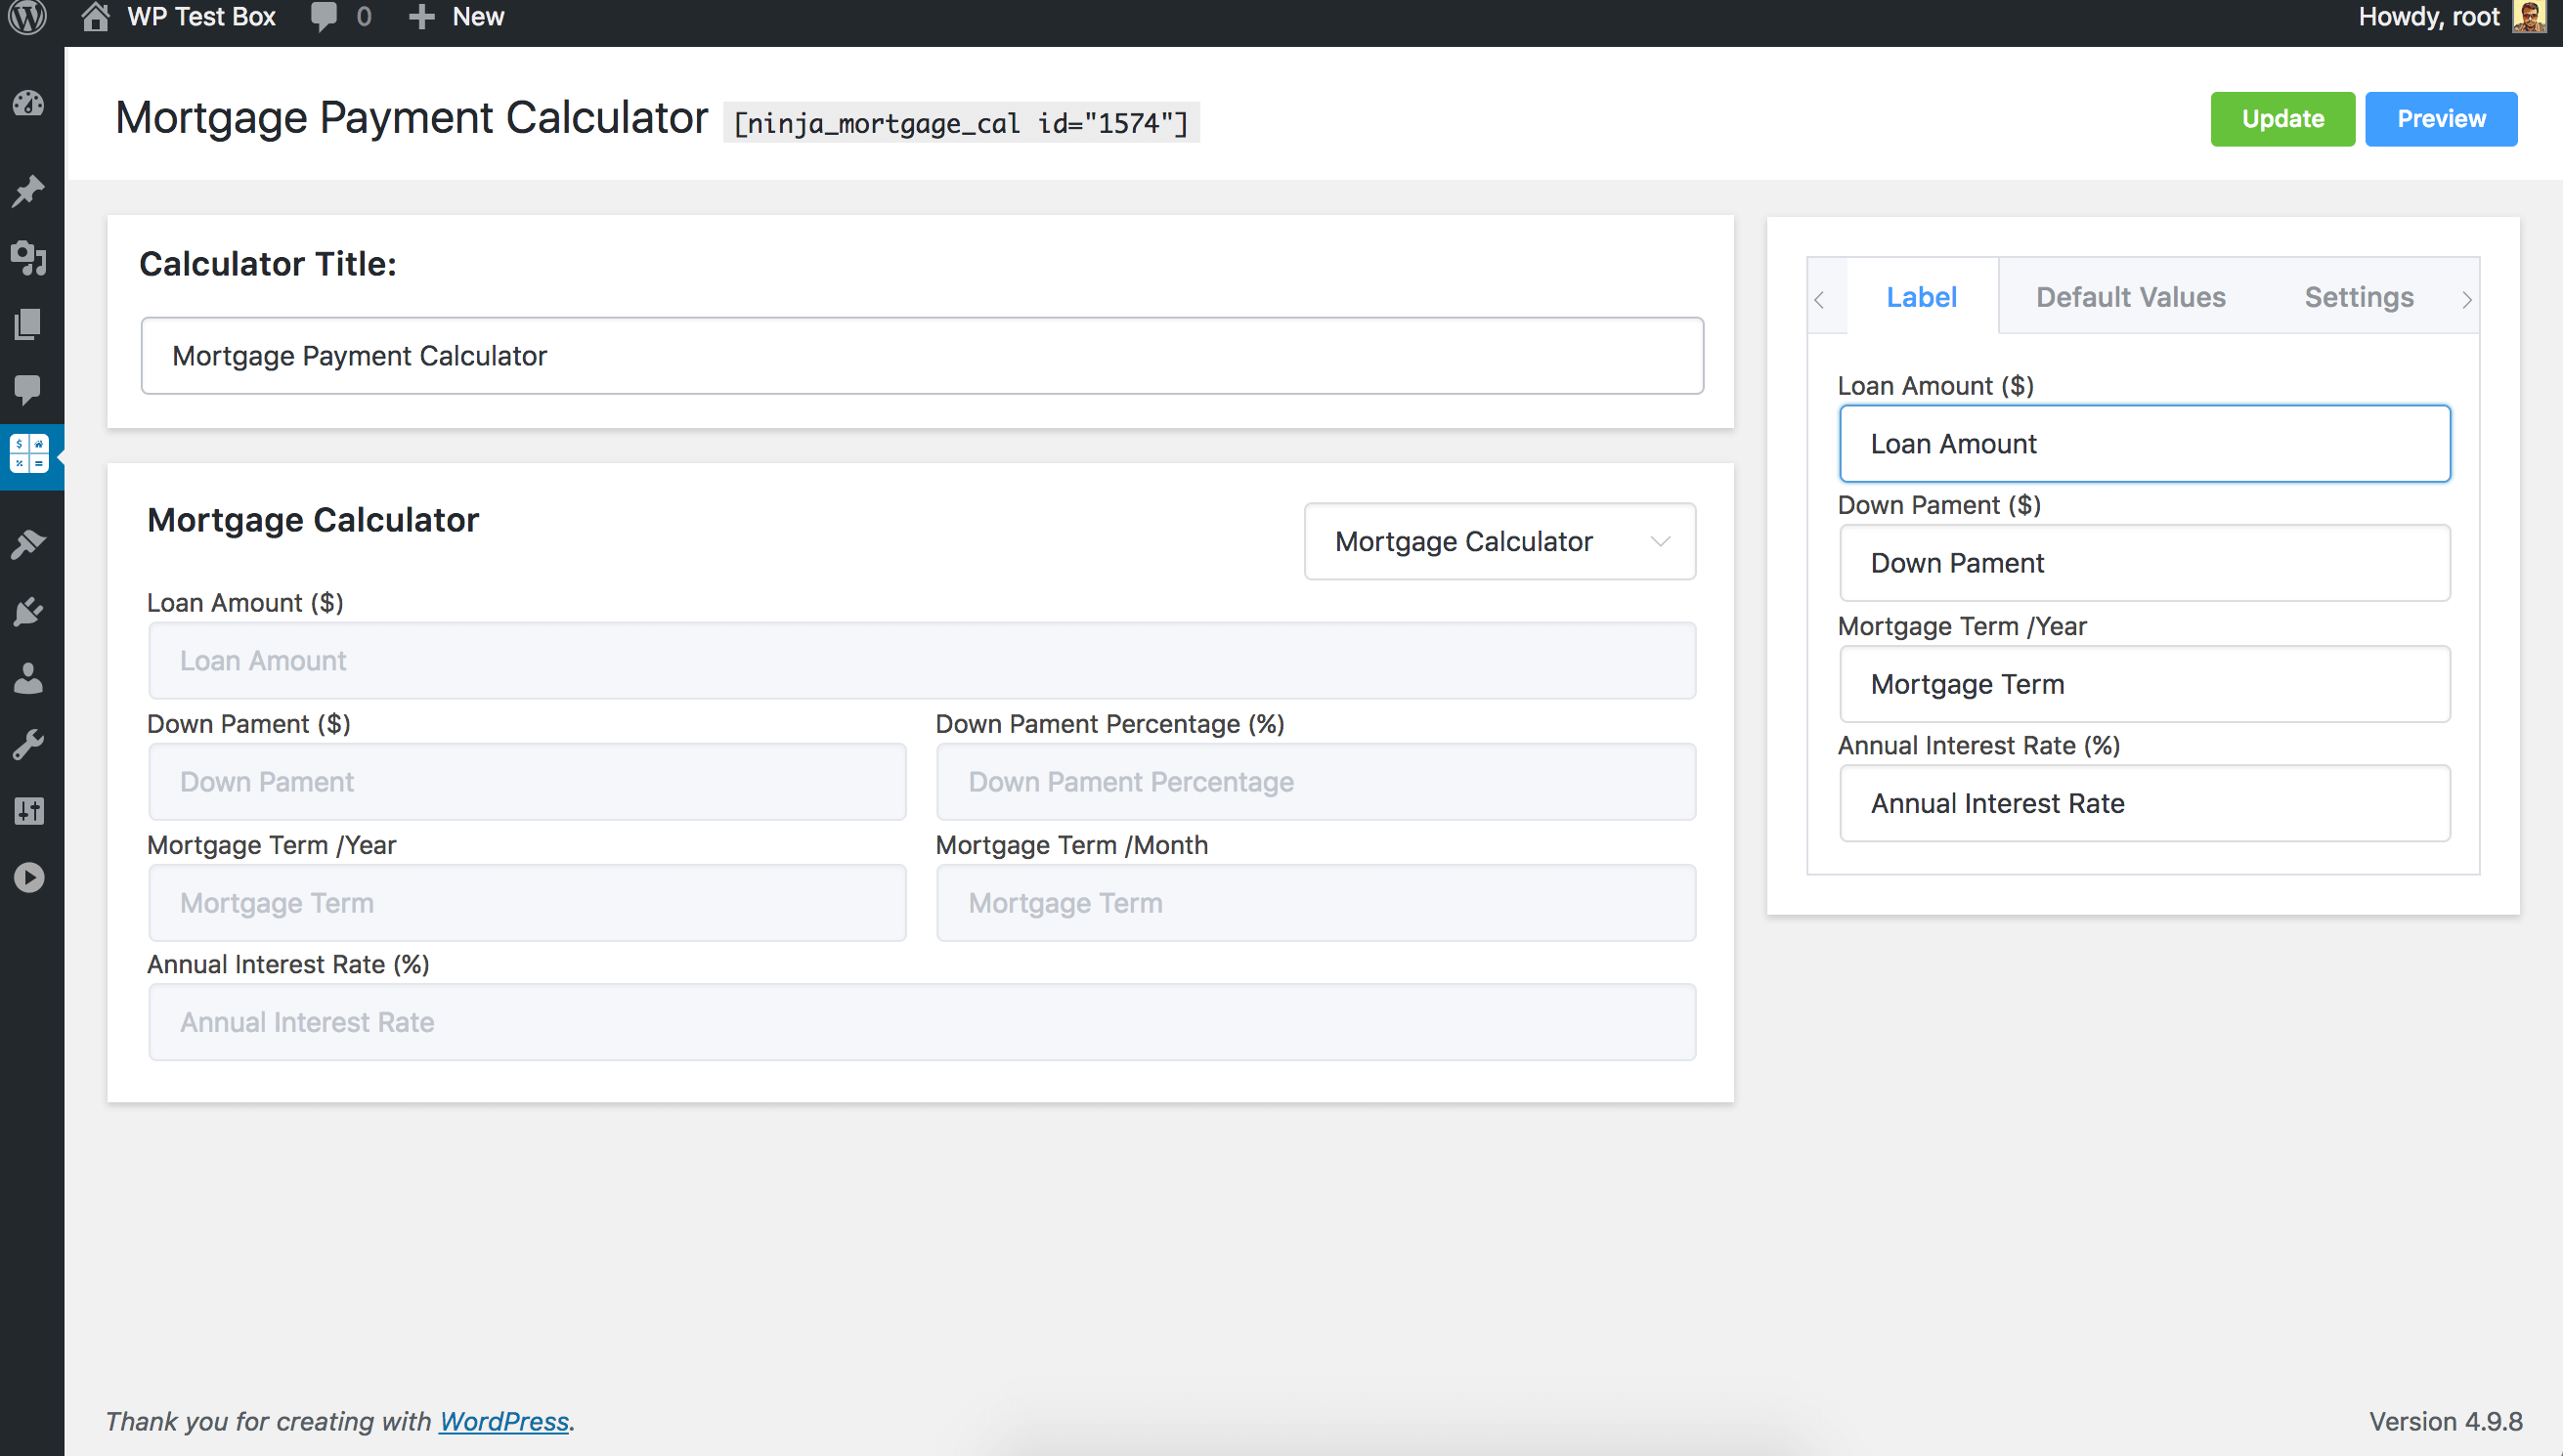 WP Test Box 0 New Howdy, root
Mortgage Payment Calculator [ninja_mortgage_cal id="1574"] Update Preview
Calculator Title:
Mortgage Payment Calculator
Mortgage Calculator
Mortgage Calculator
Loan Amount ($)
Loan Amount
Down Pament ($) Down Pament Percentage (%)
Down Pament Down Pament Percentage
Mortgage Term /Year Mortgage Term /Month
Mortgage Term Mortgage Term
Annual Interest Rate (%)
Annual Interest Rate
Label Default Values Settings
Loan Amount ($)
Loan Amount
Down Pament ($)
Down Pament
Mortgage Term /Year
Mortgage Term
Annual Interest Rate (%)
Annual Interest Rate
Thank you for creating with WordPress. Version 4.9.8